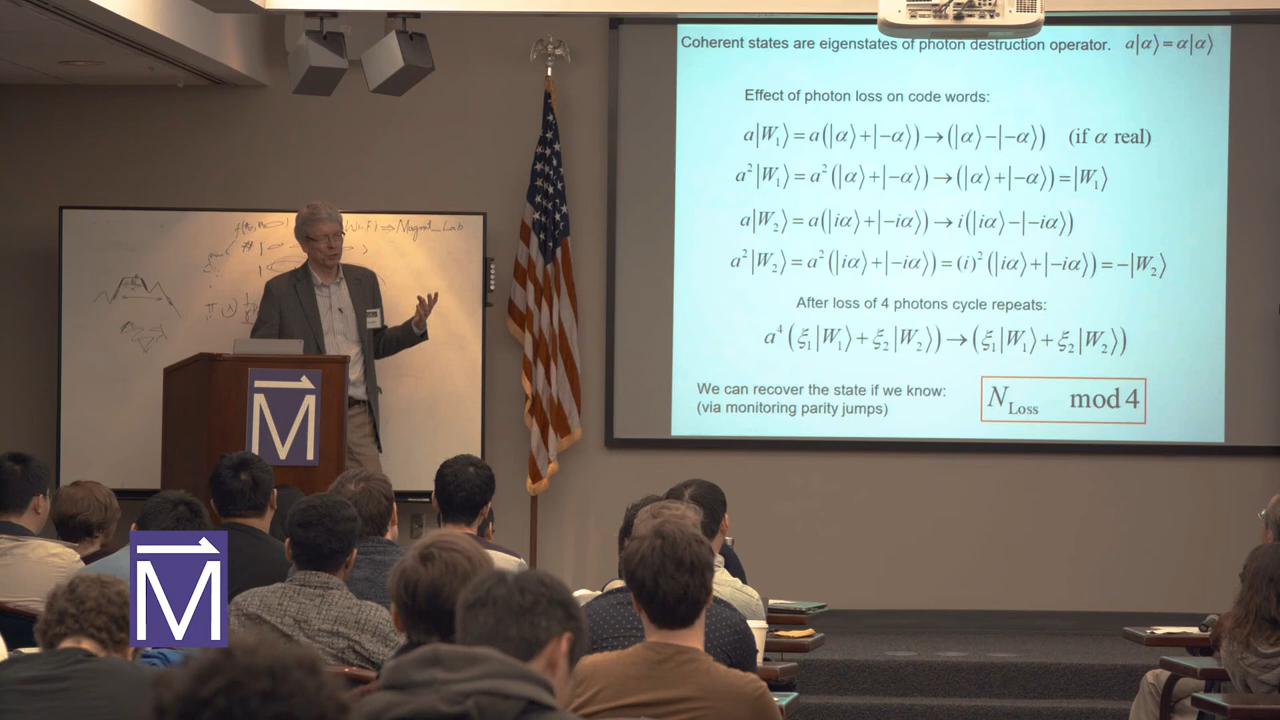 Coherent states are eigenstates of photon destruction operator. a|α⟩=α|α⟩
Effect of photon loss on code words:
a|W₁⟩=a(|α⟩+|−α⟩)→(|α⟩−|−α⟩) (if α real)
a²|W₁⟩=a²(|α⟩+|−α⟩)→(|α⟩+|−α⟩)=|W₁⟩
a|W₂⟩=a(|iα⟩+|−iα⟩)→i(|iα⟩−|−iα⟩)
a²|W₂⟩=a²(|iα⟩+|−iα⟩)=(i)²(|iα⟩+|−iα⟩)=−|W₂⟩
After loss of 4 photons cycle repeats:
a⁴(ξ₁|W₁⟩+ξ₂|W₂⟩)→(ξ₁|W₁⟩+ξ₂|W₂⟩)
We can recover the state if we know:
(via monitoring parity jumps)
N_Loss mod 4
⇒ Magnet_Lab
M
M